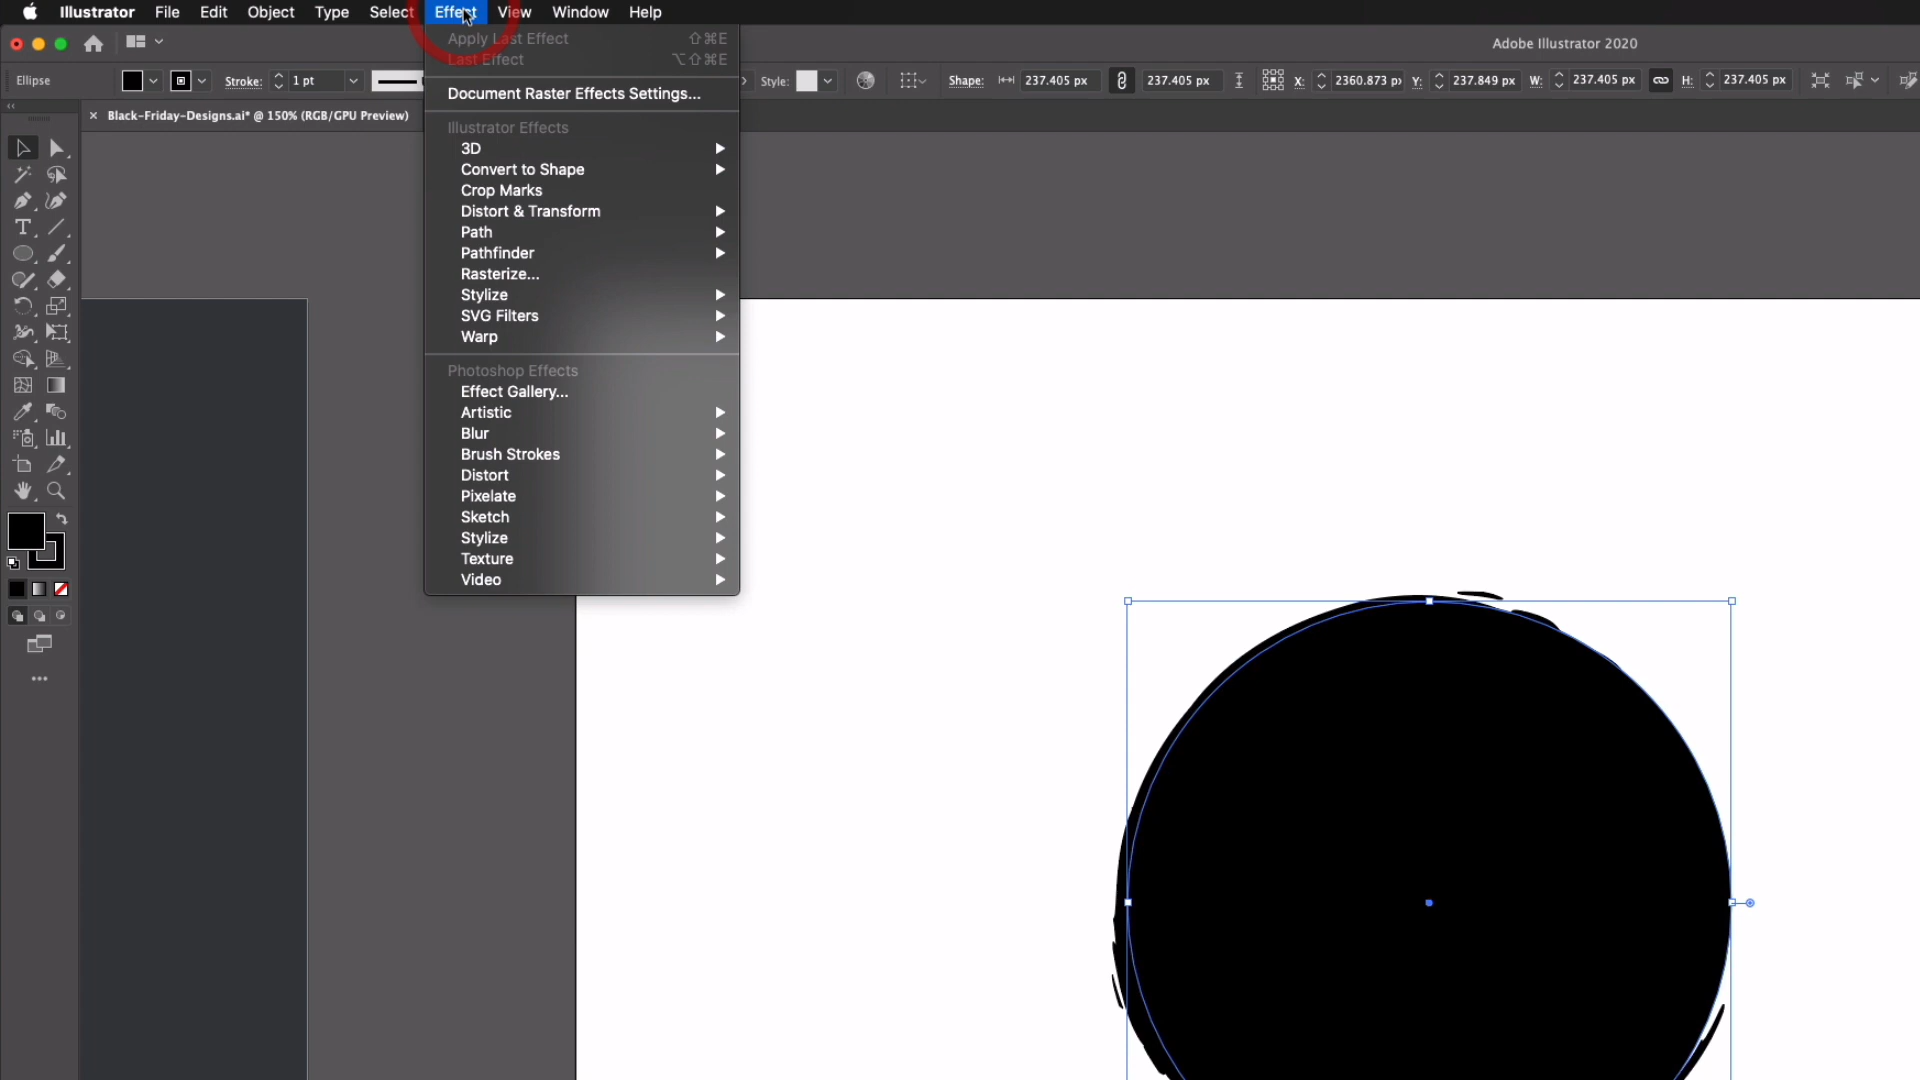 Illustrator File Edit Object Type Select Effect View Window Help
Adobe Illustrator 2020
Ellipse Stroke: 1 pt Style: Shape: 237.405 px 237.405 px X: 2360.873 p Y: 237.849 px W: 237.405 px H: 237.405 px
× Black-Friday-Designs.ai* @ 150% (RGB/GPU Preview)
Apply Last Effect ⇧⌘E
Last Effect ⌥⇧⌘E
Document Raster Effects Settings...
Illustrator Effects
3D
Convert to Shape
Crop Marks
Distort & Transform
Path
Pathfinder
Rasterize...
Stylize
SVG Filters
Warp
Photoshop Effects
Effect Gallery...
Artistic
Blur
Brush Strokes
Distort
Pixelate
Sketch
Stylize
Texture
Video